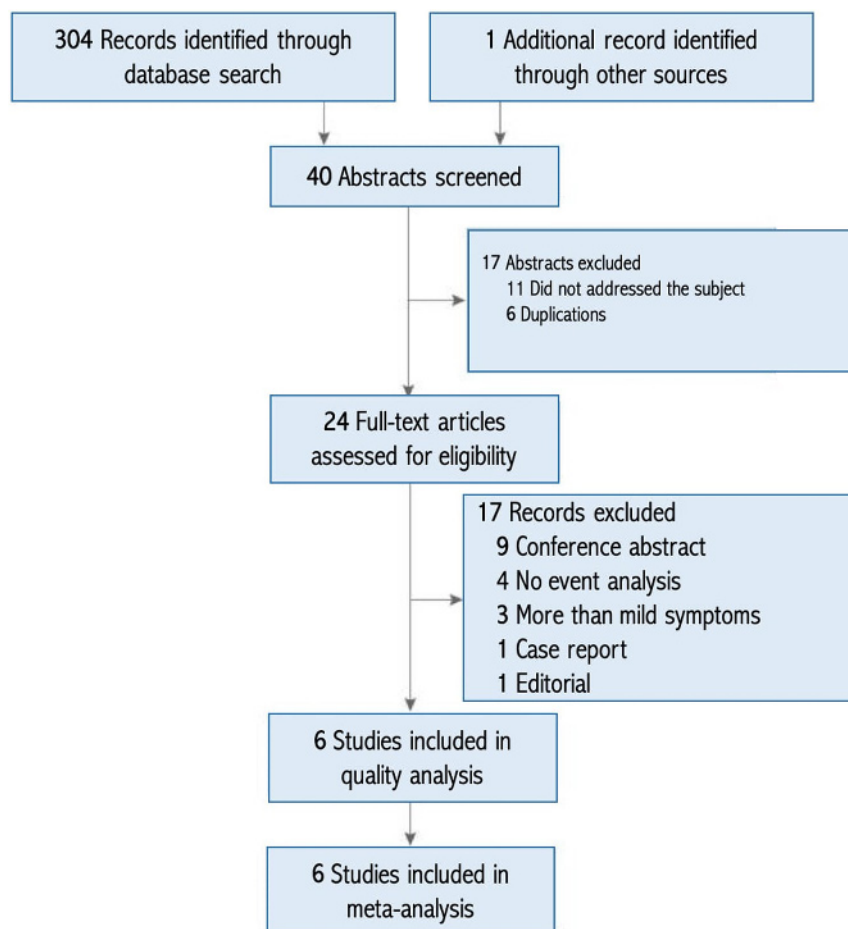 304 Records identified through
database search
1 Additional record identified
through other sources
40 Abstracts screened
17 Abstracts excluded
11 Did not addressed the subject
6 Duplications
24 Full-text articles
assessed for eligibility
17 Records excluded
9 Conference abstract
4 No event analysis
3 More than mild symptoms
1 Case report
1 Editorial
6 Studies included in
quality analysis
6 Studies included in
meta-analysis